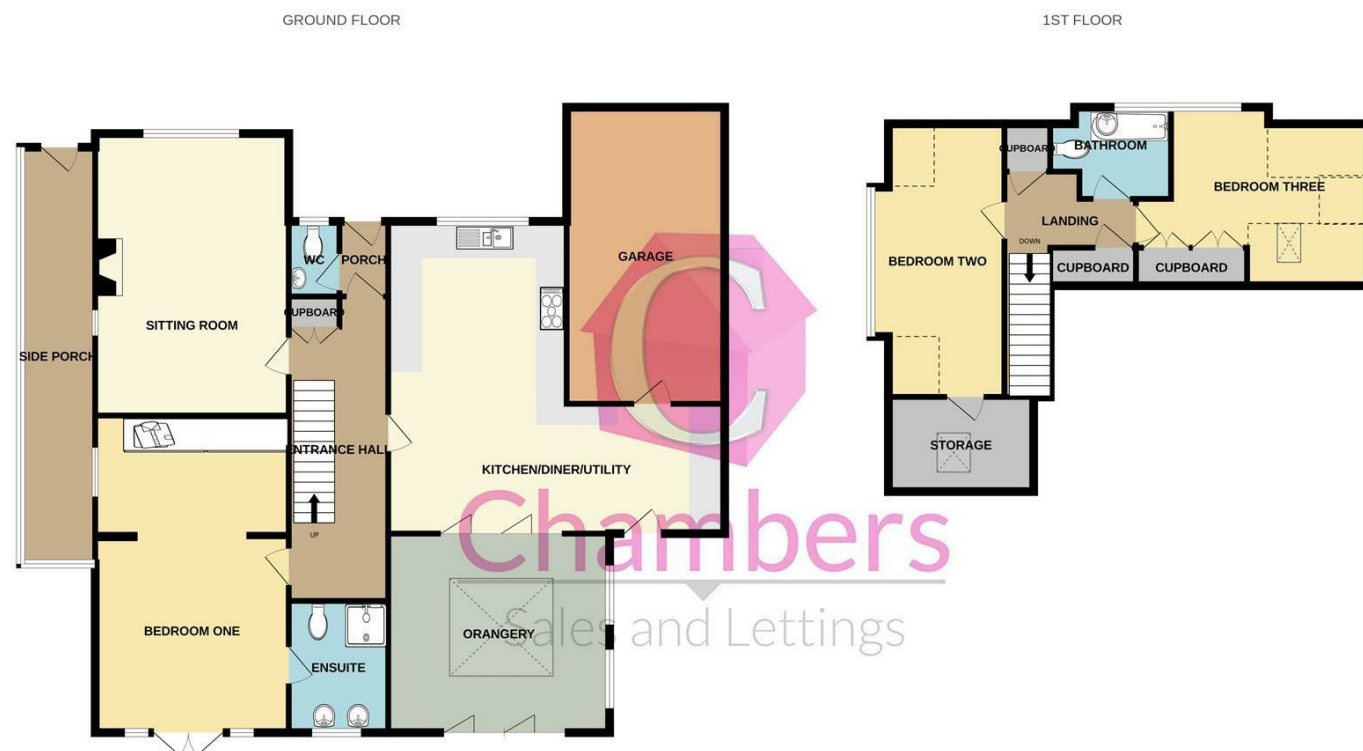 GROUND FLOOR
1ST FLOOR
SITTING ROOM
SIDE PORCH
WC
PORCH
CUPBOARD
ENTRANCE HALL
UP
GARAGE
KITCHEN/DINER/UTILITY
BEDROOM ONE
ENSUITE
ORANGERY
BEDROOM TWO
CUPBOARD
BATHROOM
BEDROOM THREE
LANDING
DOWN
CUPBOARD
CUPBOARD
STORAGE
C
Chambers
Sales and Lettings